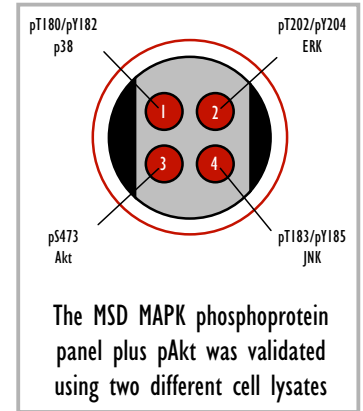 pT180/pY182
p38
pT202/pY204
ERK
1
2
3
4
pS473
Akt
pT183/pY185
JNK
The MSD MAPK phosphoprotein
panel plus pAkt was validated
using two different cell lysates